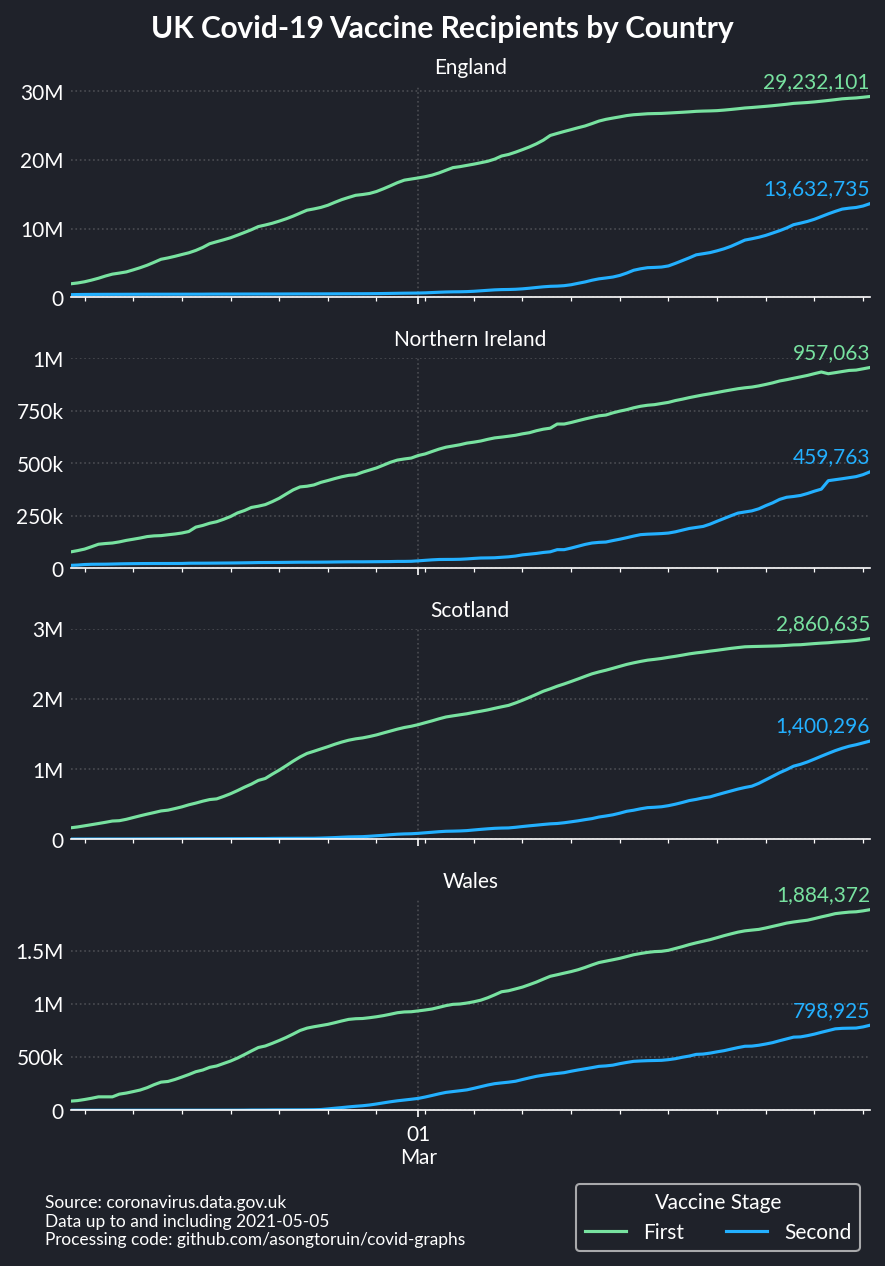 UK Covid-19 Vaccine Recipients by Country
England
29,232,101
30M
20M
13,632,735
10M
0
Northern Ireland
957,063
1M
750k
500k
459,763
250k
0
Scotland
2,860,635
3M
2M
1,400,296
1M
0
Wales
1,884,372
1.5M
1M
798,925
500k
0
01
Mar
Source: coronavirus.data.gov.uk
Data up to and including 2021-05-05
Processing code: github.com/asongtoruin/covid-graphs
Vaccine Stage
First
Second